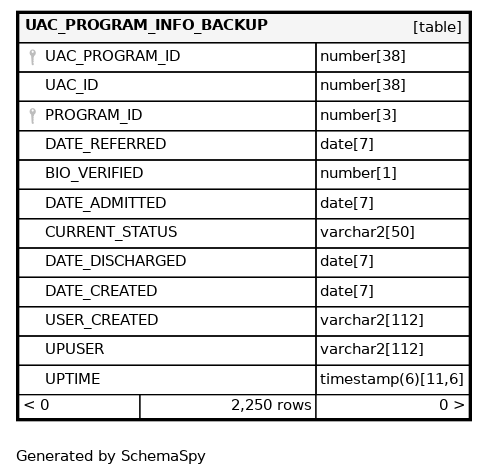 UAC_PROGRAM_INFO_BACKUP [table]
UAC_PROGRAM_ID number[38]
UAC_ID number[38]
PROGRAM_ID number[3]
DATE_REFERRED date[7]
BIO_VERIFIED number[1]
DATE_ADMITTED date[7]
CURRENT_STATUS varchar2[50]
DATE_DISCHARGED date[7]
DATE_CREATED date[7]
USER_CREATED varchar2[112]
UPUSER varchar2[112]
UPTIME timestamp(6)[11,6]
< 0 2,250 rows 0 >
Generated by SchemaSpy